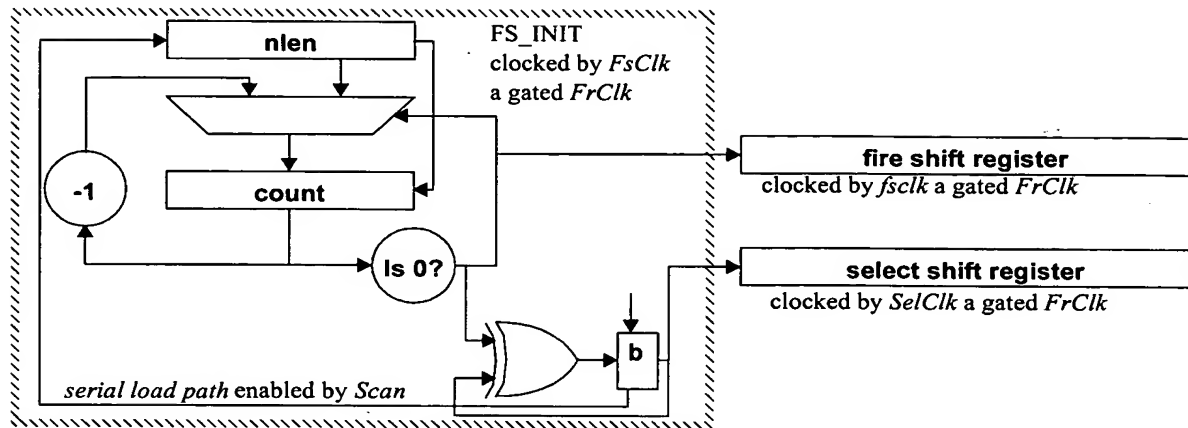 nlen
FS_INIT
clocked by FsClk
a gated FrClk
fire shift register
clocked by fsclk a gated FrClk
-1
count
Is 0?
select shift register
clocked by SelClk a gated FrClk
b
serial load path enabled by Scan